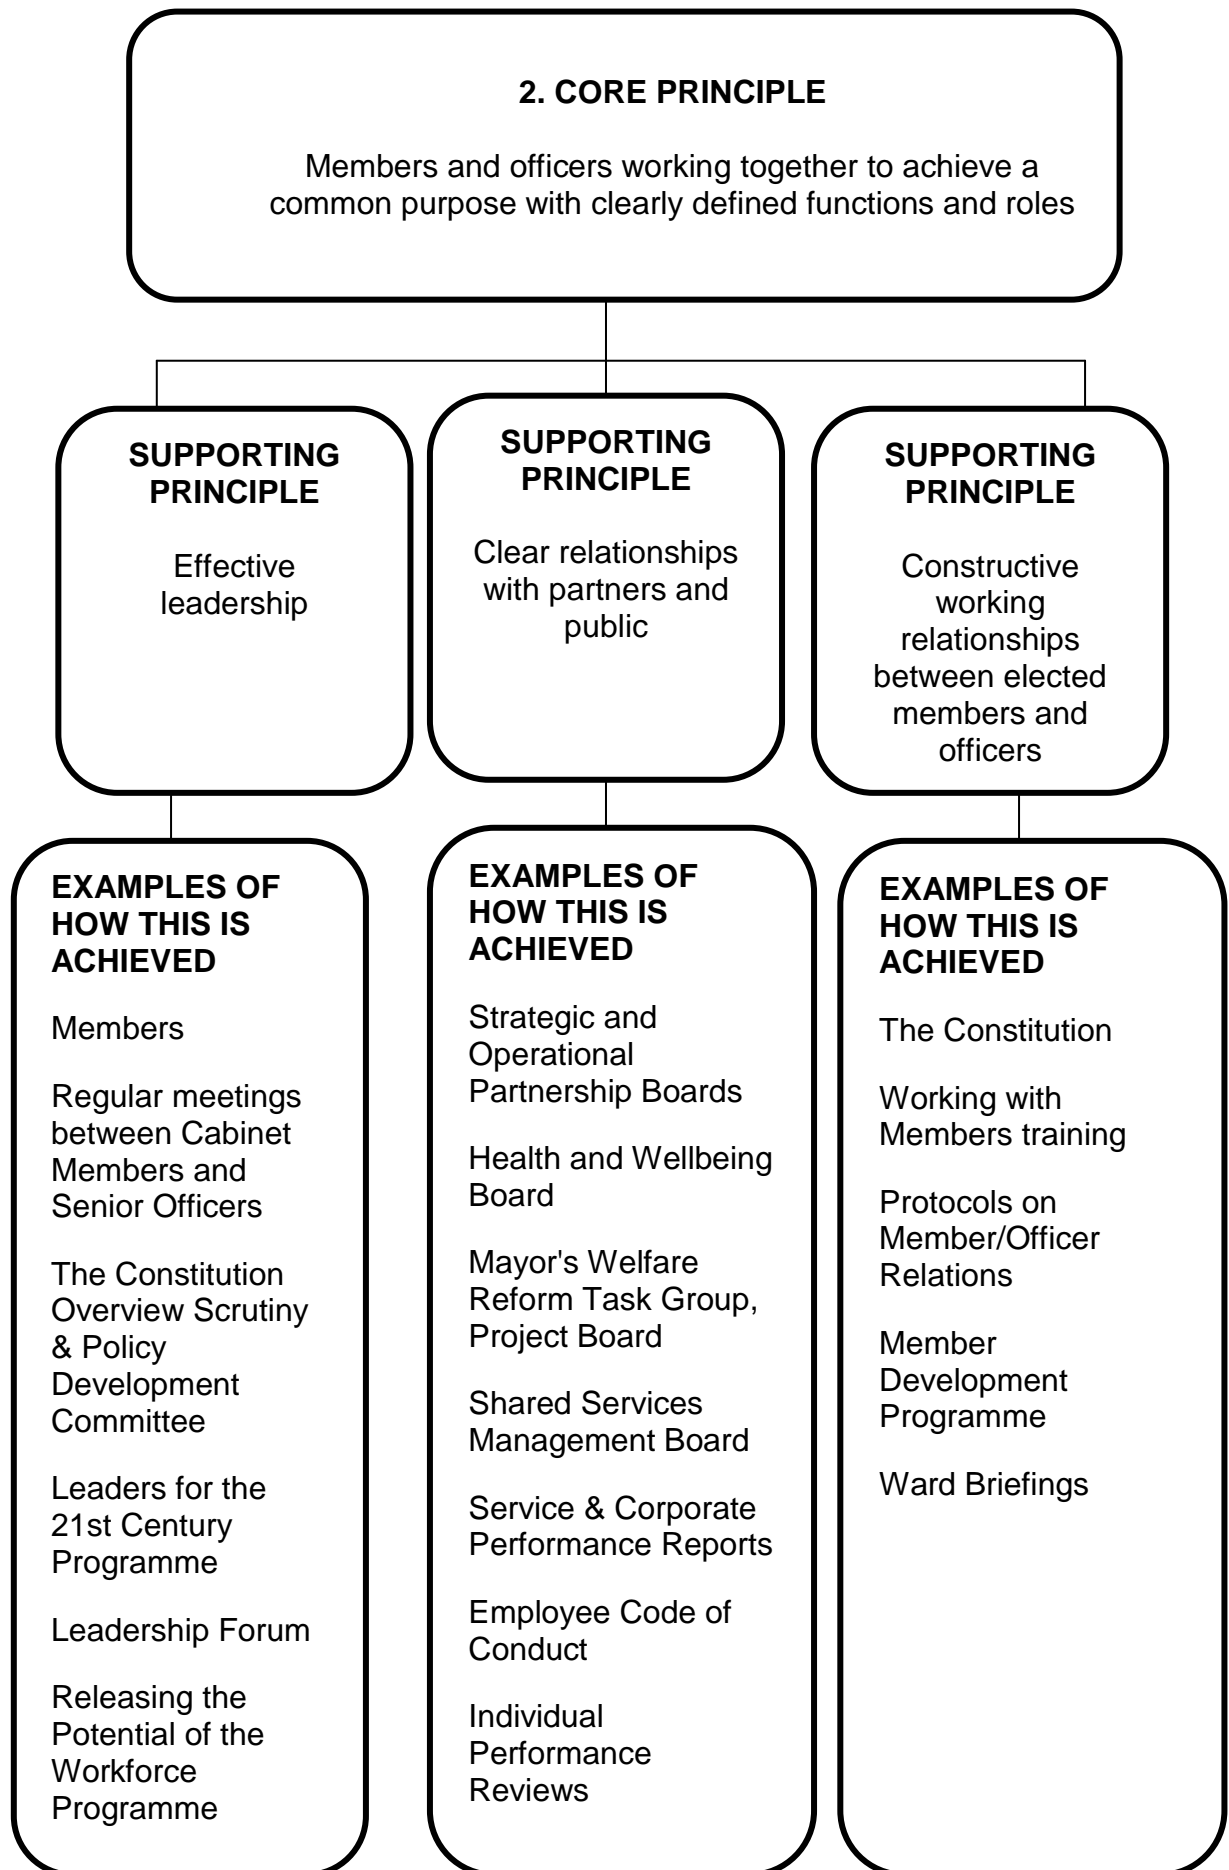 2. CORE PRINCIPLE
Members and officers working together to achieve a
common purpose with clearly defined functions and roles
SUPPORTING
PRINCIPLE
Effective
leadership
SUPPORTING
PRINCIPLE
Clear relationships
with partners and
public
SUPPORTING
PRINCIPLE
Constructive
working
relationships
between elected
members and
officers
EXAMPLES OF
HOW THIS IS
ACHIEVED
Members
Regular meetings
between Cabinet
Members and
Senior Officers
The Constitution
Overview Scrutiny
& Policy
Development
Committee
Leaders for the
21st Century
Programme
Leadership Forum
Releasing the
Potential of the
Workforce
Programme
EXAMPLES OF
HOW THIS IS
ACHIEVED
Strategic and
Operational
Partnership Boards
Health and Wellbeing
Board
Mayor's Welfare
Reform Task Group,
Project Board
Shared Services
Management Board
Service & Corporate
Performance Reports
Employee Code of
Conduct
Individual
Performance
Reviews
EXAMPLES OF
HOW THIS IS
ACHIEVED
The Constitution
Working with
Members training
Protocols on
Member/Officer
Relations
Member
Development
Programme
Ward Briefings